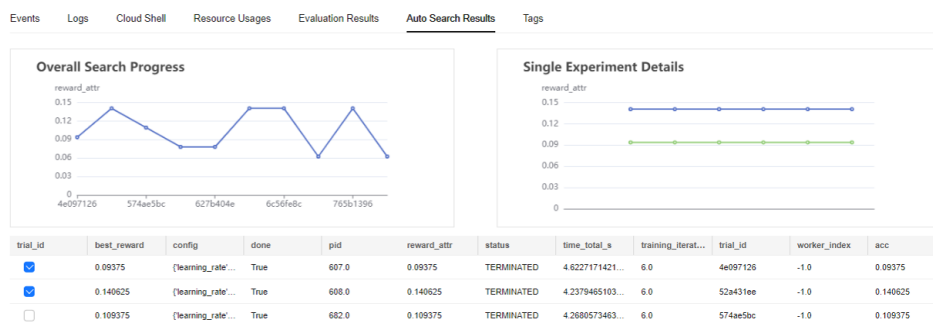 Events Logs Cloud Shell Resource Usages Evaluation Results Auto Search Results Tags
Overall Search Progress
reward_attr
0.15
0.12
0.09
0.06
0.03
0
4e097126 574ae5bc 627b404e 6c56fe8c 765b1396
Single Experiment Details
reward_attr
0.15
0.12
0.09
0.06
0.03
0
trial_id best_reward config done pid reward_attr status time_total_s training_iterat... trial_id worker_index acc
0.09375 {'learning_rate'... True 607.0 0.09375 TERMINATED 4.6227171421... 6.0 4e097126 -1.0 0.09375
0.140625 {'learning_rate'... True 608.0 0.140625 TERMINATED 4.2379465103... 6.0 52a431ee -1.0 0.140625
0.109375 {'learning_rate'... True 682.0 0.109375 TERMINATED 4.2680573463... 6.0 574ae5bc -1.0 0.109375